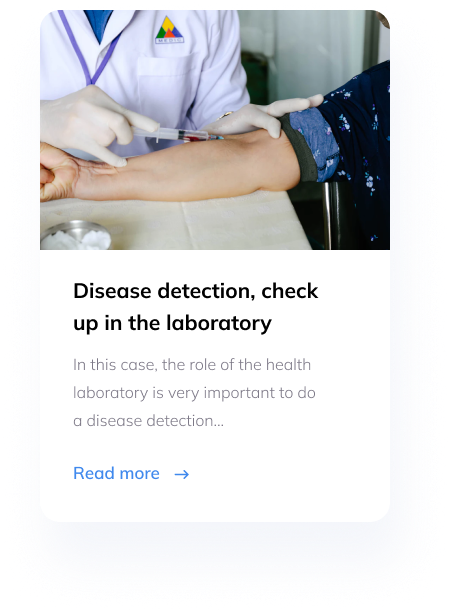 Disease detection, check
up in the laboratory
In this case, the role of the health
laboratory is very important to do
a disease detection...
Read more →